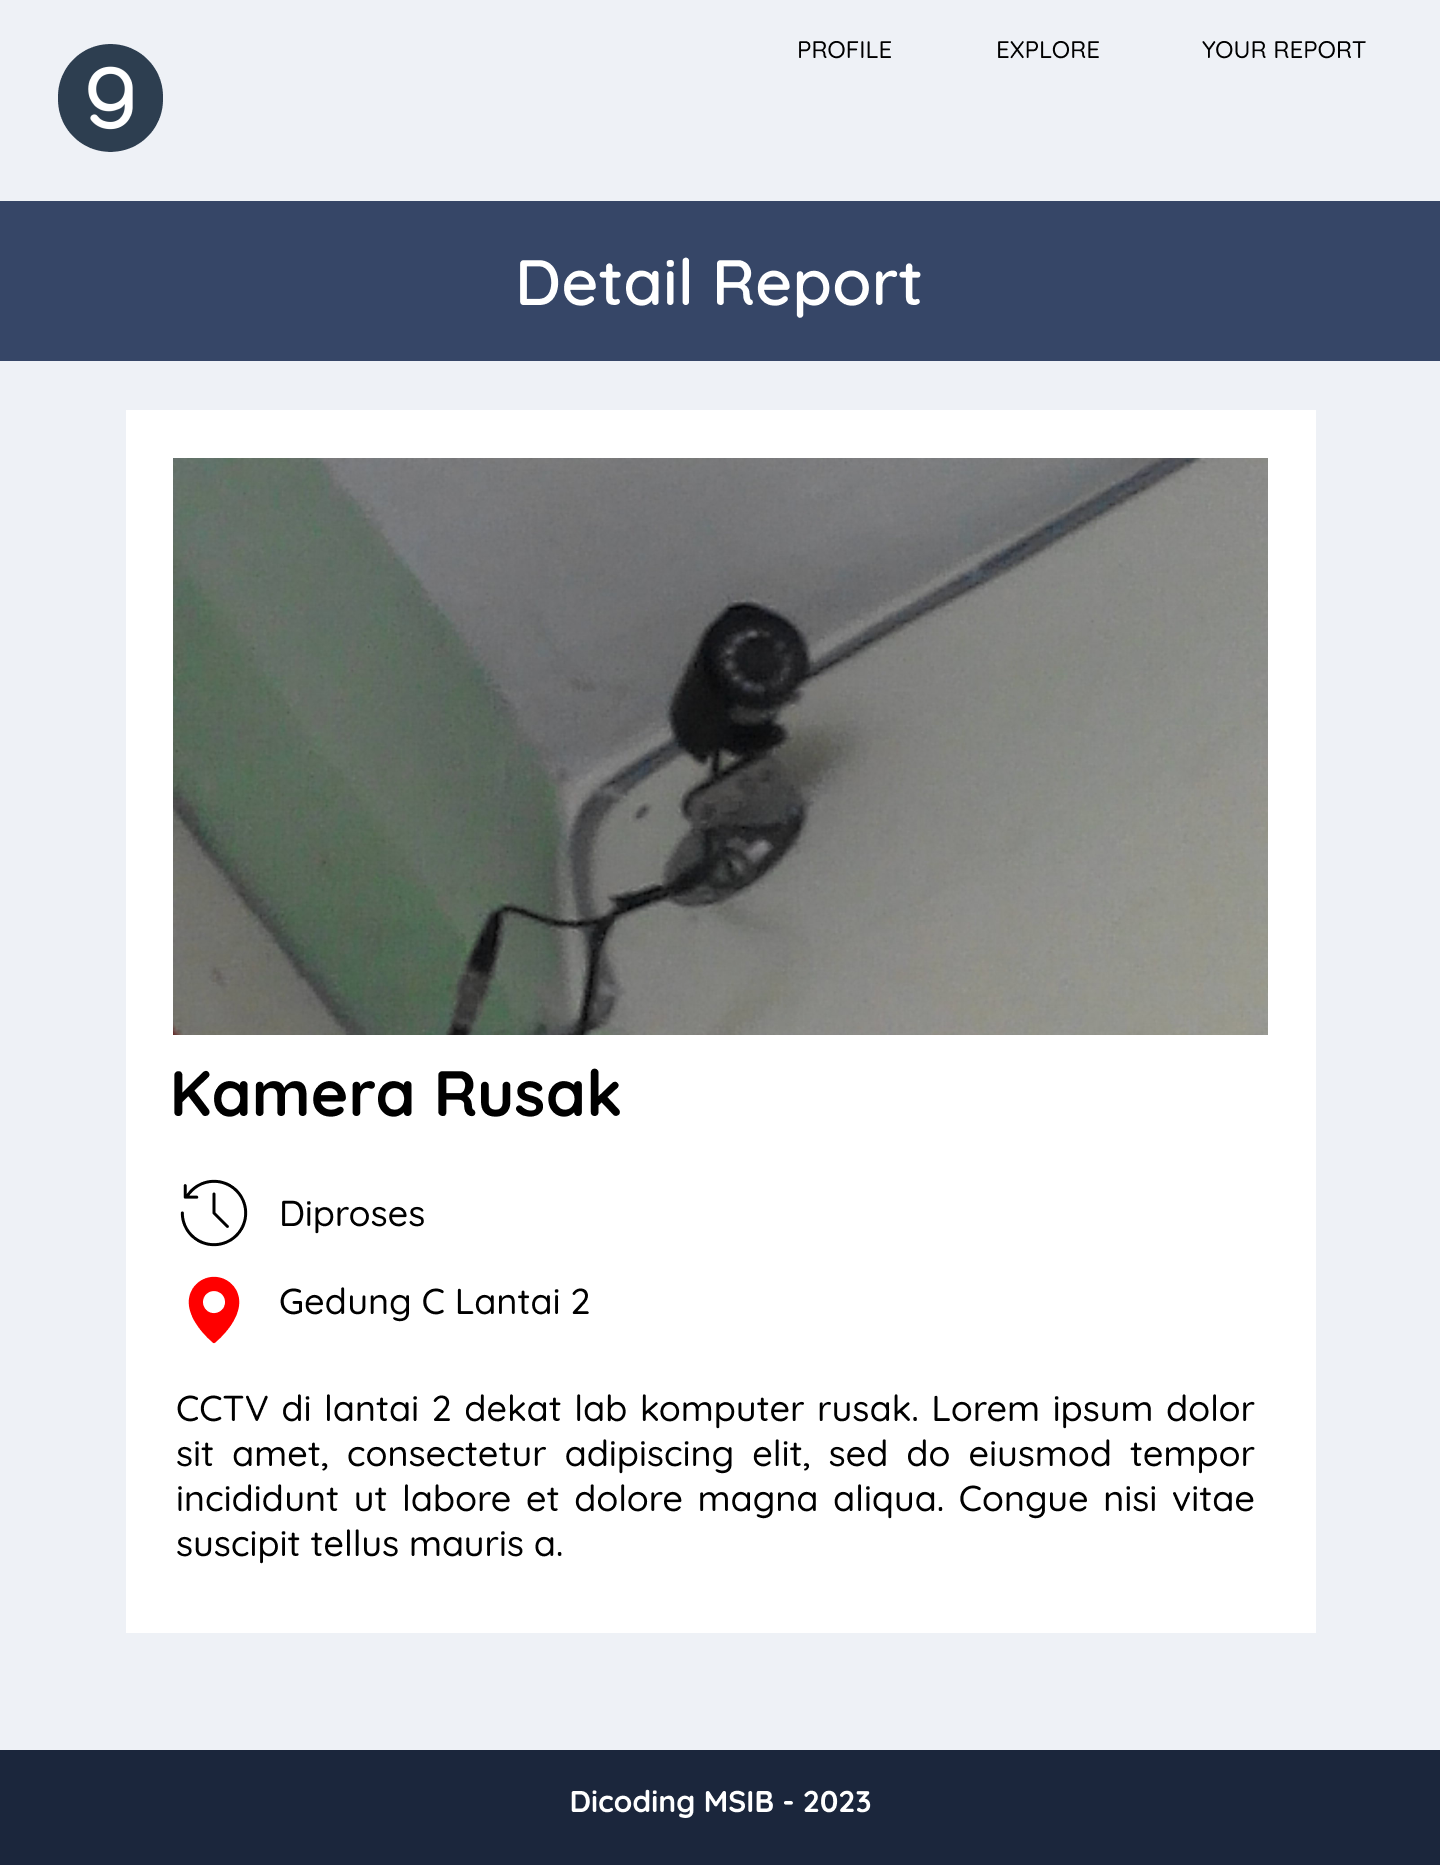 9
PROFILE
EXPLORE
YOUR REPORT
Detail Report
Kamera Rusak
Diproses
Gedung C Lantai 2
CCTV di lantai 2 dekat lab komputer rusak. Lorem ipsum dolor
sit amet, consectetur adipiscing elit, sed do eiusmod tempor
incididunt ut labore et dolore magna aliqua. Congue nisi vitae
suscipit tellus mauris a.
Dicoding MSIB - 2023